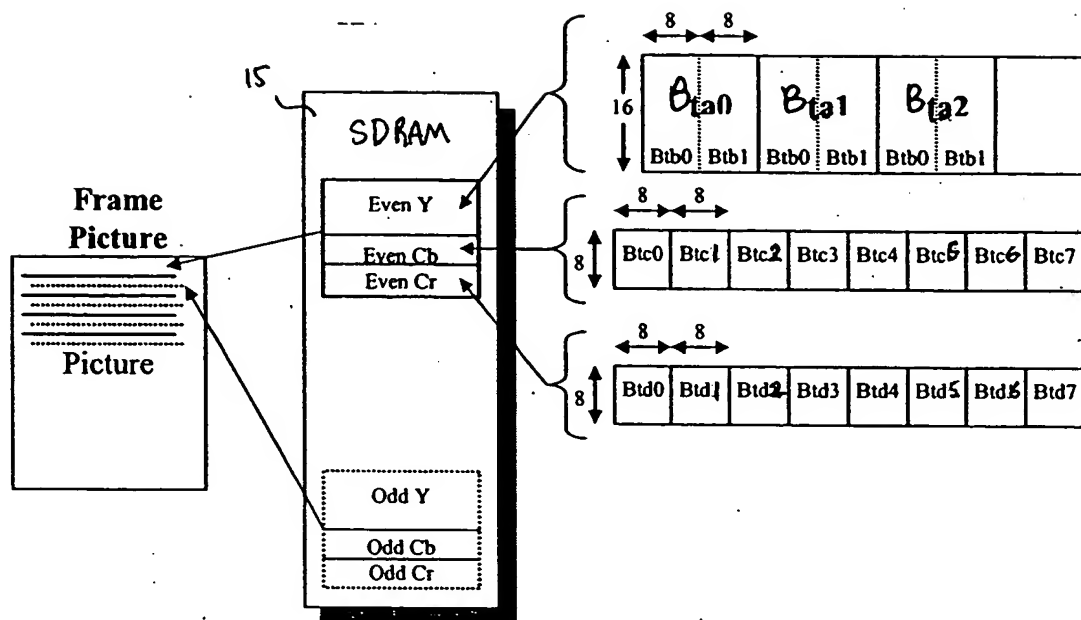 15
SDRAM
Frame
Picture
Picture
Even Y
Even Cb
Even Cr
Odd Y
Odd Cb
Odd Cr
8 8
16
Bta0 Bta1 Bta2
Btb0 Btb1 Btb0 Btb1 Btb0 Btb1
8 8
8
Btc0 Btc1 Btc2 Btc3 Btc4 Btc5 Btc6 Btc7
8 8
8
Btd0 Btd1 Btd2 Btd3 Btd4 Btd5 Btd6 Btd7